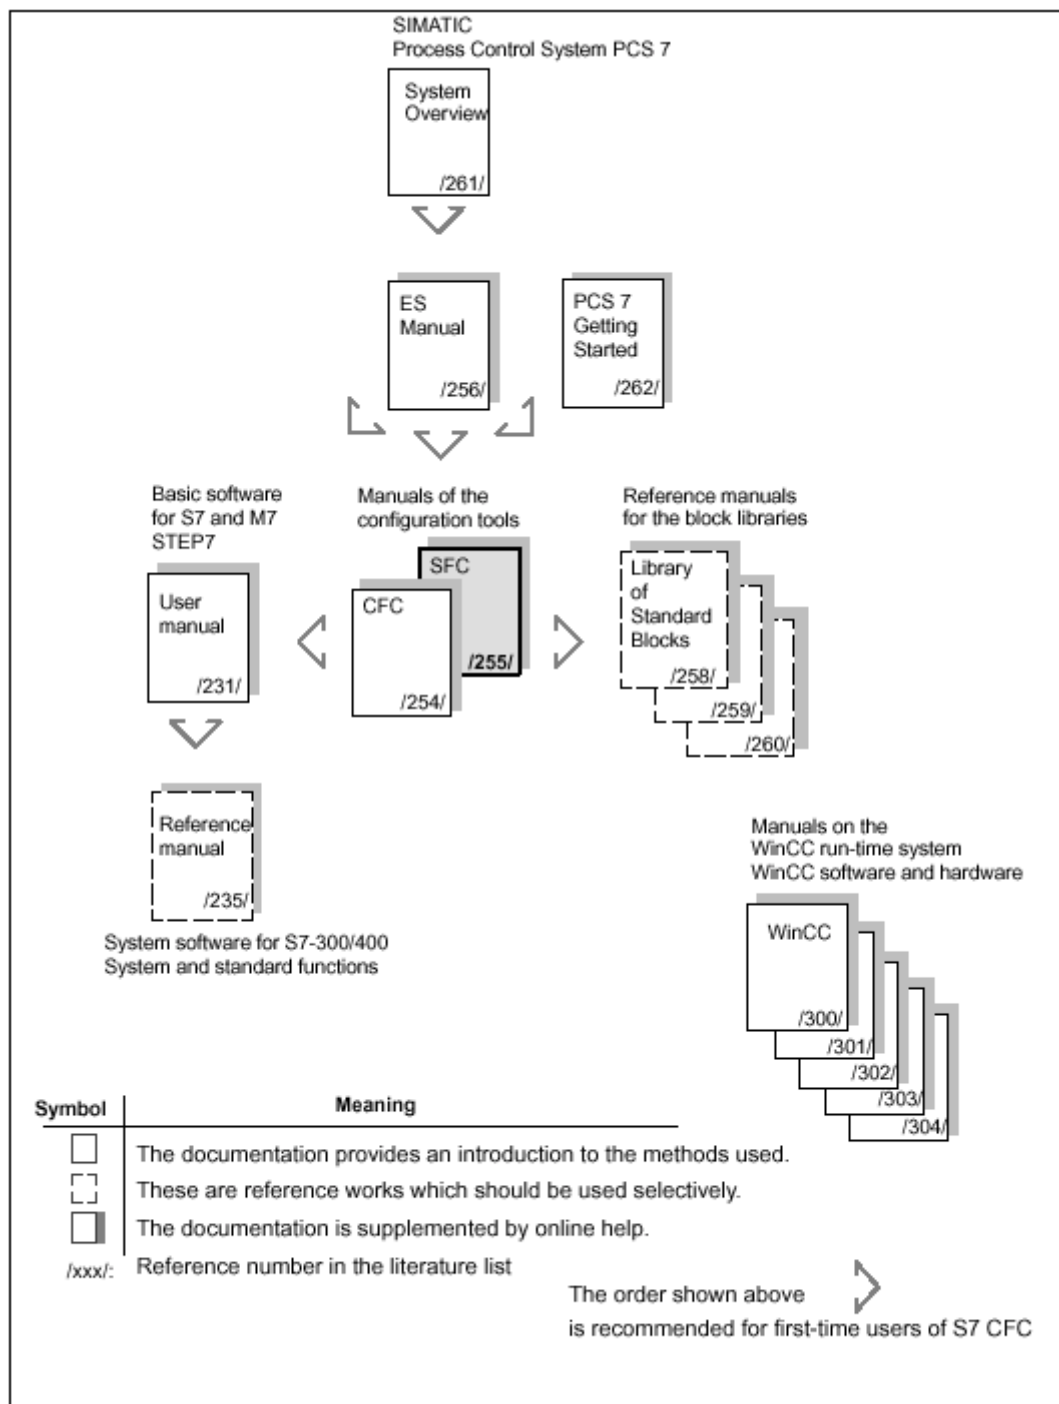 SIMATIC
Process Control System PCS 7
System
Overview
/261/
ES
Manual
/256/
PCS 7
Getting
Started
/262/
Basic software
for S7 and M7
STEP7
User
manual
/231/
Manuals of the
configuration tools
SFC
/255/
CFC
/254/
Reference manuals
for the block libraries
Library
of
Standard
Blocks
/258/
/259/
/260/
Reference
manual
/235/
System software for S7-300/400
System and standard functions
Manuals on the
WinCC run-time system
WinCC software and hardware
WinCC
/300/
/301/
/302/
/303/
/304/
Symbol Meaning
The documentation provides an introduction to the methods used.
These are reference works which should be used selectively.
The documentation is supplemented by online help.
/xxx/: Reference number in the literature list
The order shown above
is recommended for first-time users of S7 CFC